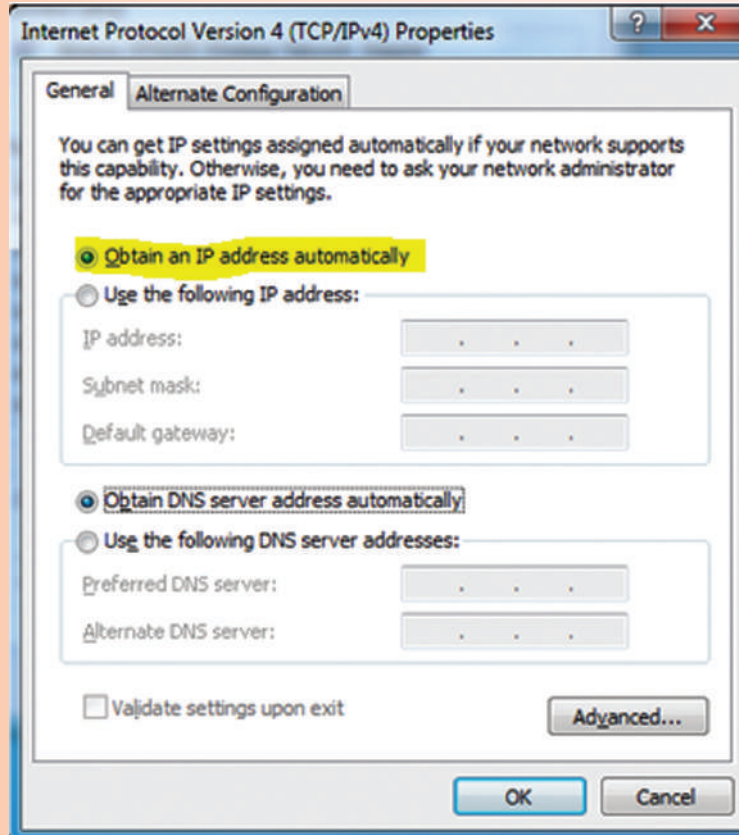 Internet Protocol Version 4 (TCP/IPv4) Properties
?
General
Alternate Configuration
You can get IP settings assigned automatically if your network supports
this capability. Otherwise, you need to ask your network administrator
for the appropriate IP settings.
Obtain an IP address automatically
Use the following IP address:
IP address:
Subnet mask:
Default gateway:
Obtain DNS server address automatically
Use the following DNS server addresses:
Preferred DNS server:
Alternate DNS server:
Validate settings upon exit
Advanced...
OK
Cancel